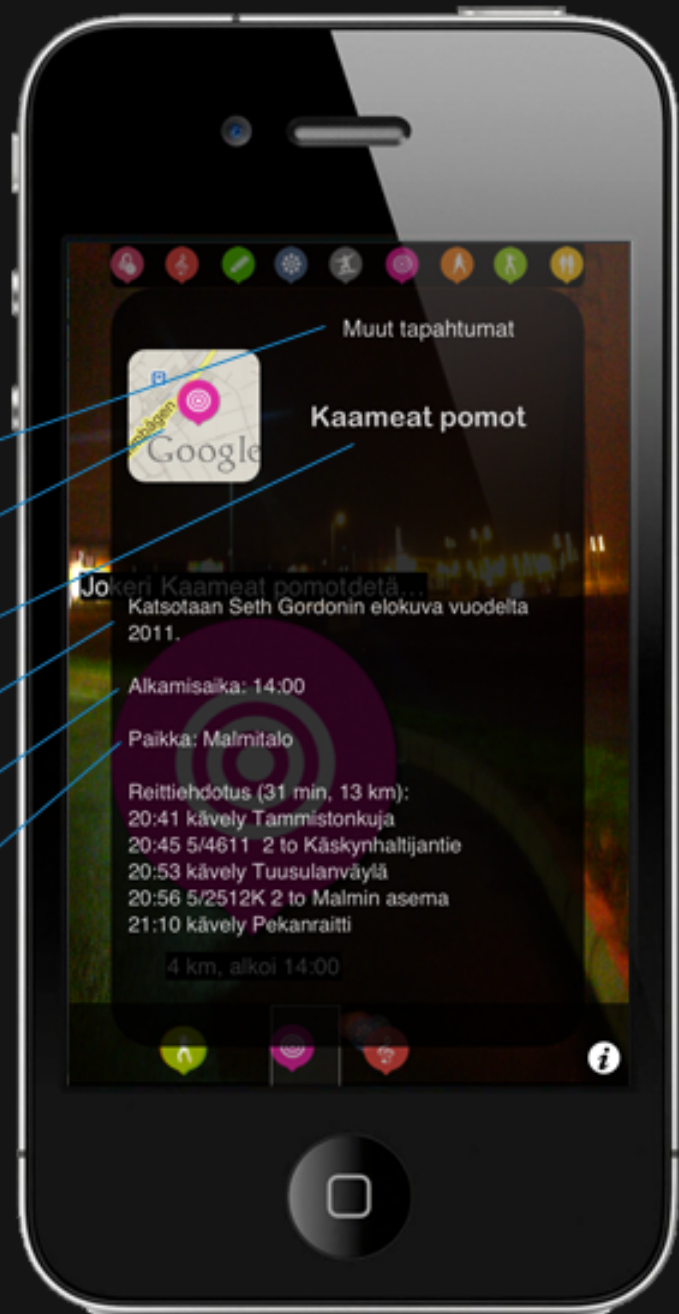 Muut tapahtumat
Kaameat pomot
Google
Jokeri Kaameat pomotdetä...
Katsotaan Seth Gordonin elokuva vuodelta
2011.
Alkamisaika: 14:00
Paikka: Malmitalo
Reittiehdotus (31 min, 13 km):
20:41 kävely Tammistonkuja
20:45 5/4611  2 to Käskynhaltijantie
20:53 kävely Tuusulanväylä
20:56 5/2512K 2 to Malmin asema
21:10 kävely Pekanraitti
4 km, alkoi 14:00
i